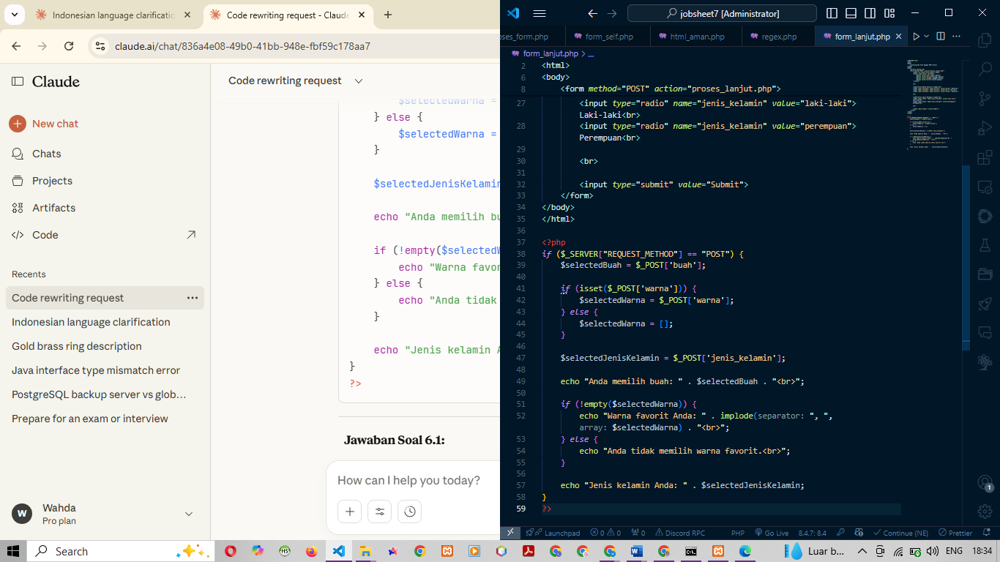 Indonesian language clarificatio
Code rewriting request - Claude
claude.ai/chat/836a4e08-49b0-41bb-948e-fbf59c178aa7
Claude
New chat
Chats
Projects
Artifacts
Code
Recents
Code rewriting request
Indonesian language clarification
Gold brass ring description
Java interface type mismatch error
PostgreSQL backup server vs glob...
Prepare for an exam or interview
W
Wahda
Pro plan
Code rewriting request
$selectedWarna =
} else {
$selectedWarna =
}
$selectedJenisKelamin
echo "Anda memilih bu
if (!empty($selectedW
echo "Warna favor
} else {
echo "Anda tidak
}
echo "Jenis kelamin A
}
?>
Jawaban Soal 6.1:
How can I help you today?
jobsheet7 [Administrator]
oses_form.php
form_self.php
html_aman.php
regex.php
form_lanjut.php
form_lanjut.php > ...
2 <html>
6 <body>
8 <form method="POST" action="proses_lanjut.php">
27 <input type="radio" name="jenis_kelamin" value="laki-laki">
Laki-laki<br>
28 <input type="radio" name="jenis_kelamin" value="perempuan">
Perempuan<br>
29
30 <br>
31
32 <input type="submit" value="Submit">
33 </form>
34 </body>
35 </html>
36
37 <?php
38 if ($_SERVER["REQUEST_METHOD"] == "POST") {
39 $selectedBuah = $_POST['buah'];
40
41 if (isset($_POST['warna'])) {
42 $selectedWarna = $_POST['warna'];
43 } else {
44 $selectedWarna = [];
45 }
46
47 $selectedJenisKelamin = $_POST['jenis_kelamin'];
48
49 echo "Anda memilih buah: " . $selectedBuah . "<br>";
50
51 if (!empty($selectedWarna)) {
52 echo "Warna favorit Anda: " . implode(separator: ", ",
array: $selectedWarna) . "<br>";
53 } else {
54 echo "Anda tidak memilih warna favorit.<br>";
55 }
56
57 echo "Jenis kelamin Anda: " . $selectedJenisKelamin;
58 }
59 ?>
1
Launchpad
0
0
0
Discord RPC
PHP
Go Live
8.4.7: 8.4
Continue (NE)
Prettier
Search
Luar b...
ENG
18:34